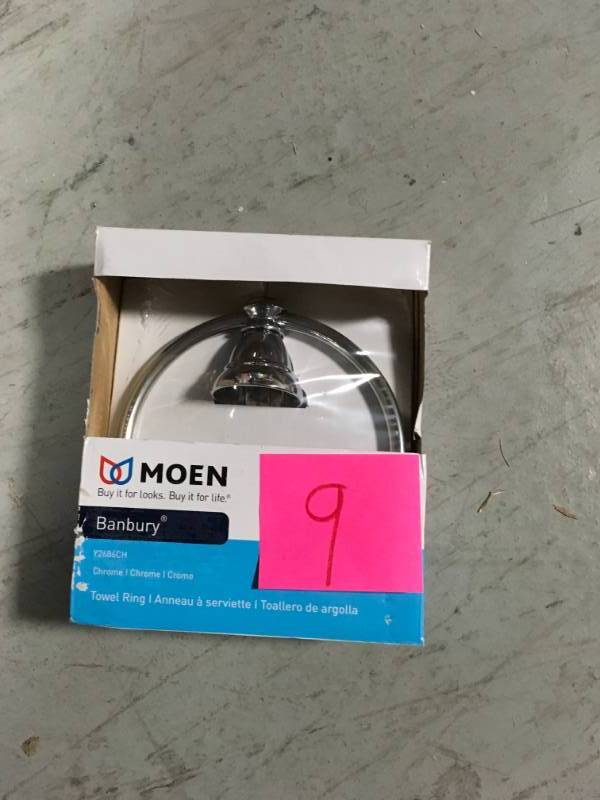 MOEN
Buy it for looks. Buy it for life.®
Banbury®
9
Y2686CH
Chrome | Chrome | Cromo
Towel Ring | Anneau à serviette | Toallero de argolla